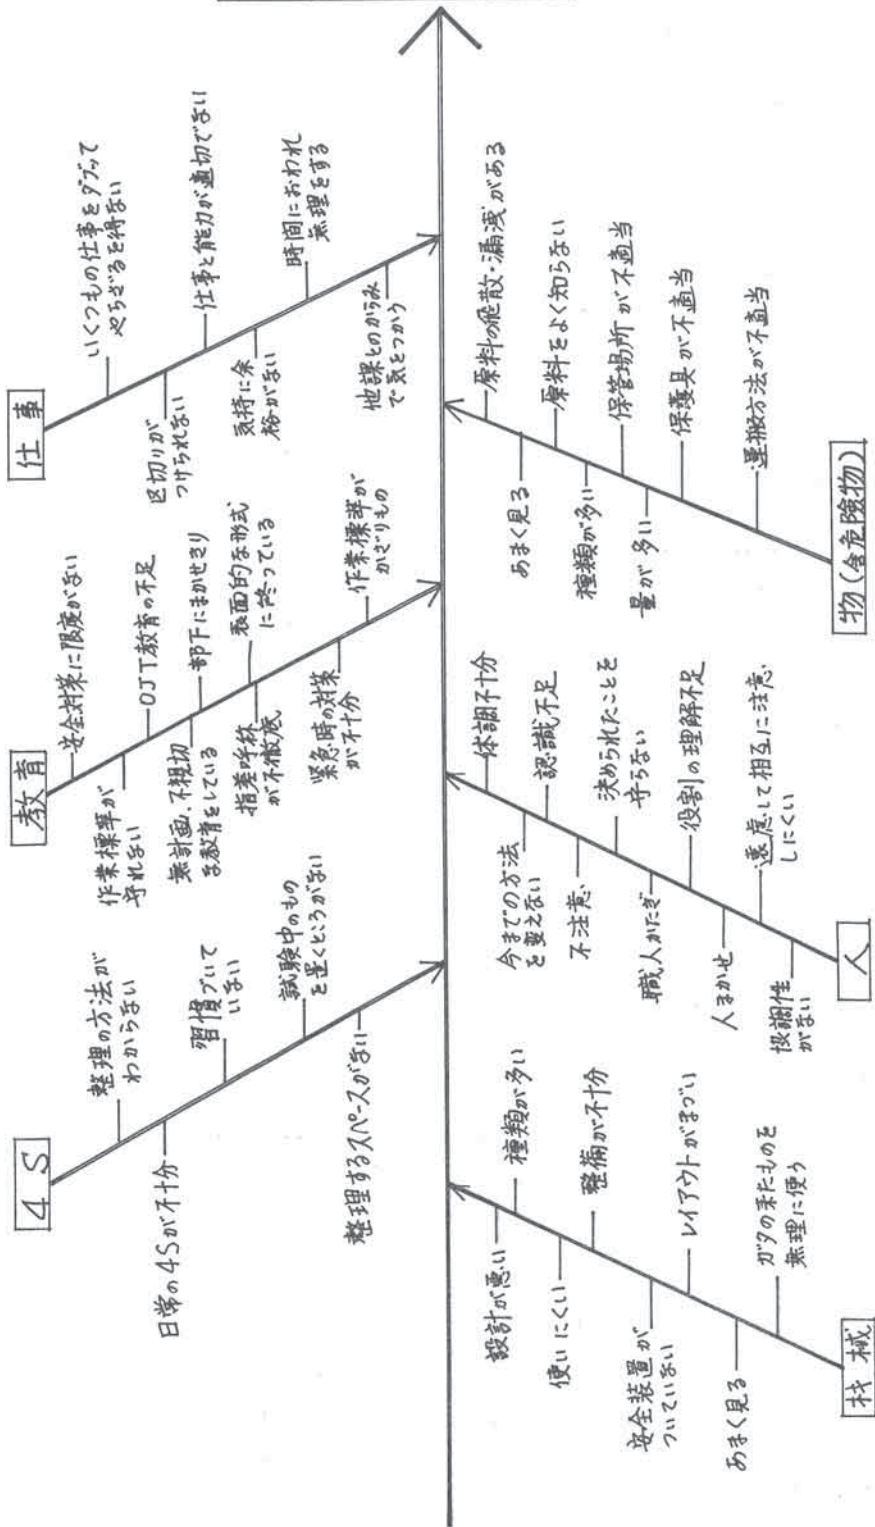 4 S
整理の方法が
わからない
日常の4Sが不十分
習慣づいて
いない
試験中のもの
を置くところがない
整理するスペースがない
教育
安全対策に限度がない
作業標準が
守れない
OJT教育の不足
無計画、不親切
な教育をしている
部下にまかせきり
指差呼称
が不徹底
表面的な形式
に終っている
緊急時の対策
が不十分
作業標準が
かざりもの
仕事
いくつもの仕事をダブって
やらざるを得ない
区切りが
つけられない
仕事と能力が適切でない
気持に余
裕がない
時間におわれ
無理をする
他課とのからみ
で気をつかう
設計が悪い
種類が多い
使いにくい
整備が不十分
安全装置が
ついていない
レイアウトがまづい
あまく見る
ガタの来たものを
無理に使う
械
体調不十分
今までの方法
を変えない
認識不足
不注意
決められたことを
守らない
職人かたぎ
役割の理解不足
人まかせ
遠慮して相互に注意
しにくい
協調性
がない
人
原料の飛散・漏洩がある
あまく見る
原料をよく知らない
種類が多い
保管場所が不適当
量が多い
保護具が不適当
運搬方法が不適当
物(含危険物)